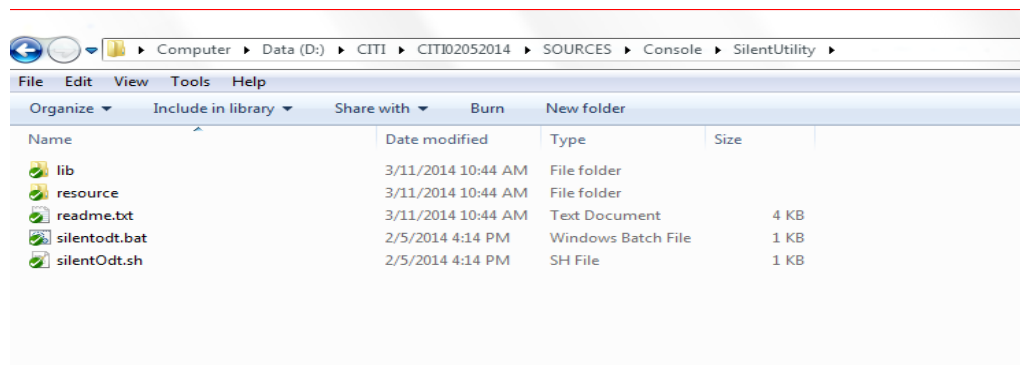 Computer Data (D:) CITI CITI02052014 SOURCES Console SilentUtility
File Edit View Tools Help
Organize Include in library Share with Burn New folder
Name Date modified Type Size
lib 3/11/2014 10:44 AM File folder
resource 3/11/2014 10:44 AM File folder
readme.txt 3/11/2014 10:44 AM Text Document 4 KB
silentodt.bat 2/5/2014 4:14 PM Windows Batch File 1 KB
silentOdt.sh 2/5/2014 4:14 PM SH File 1 KB